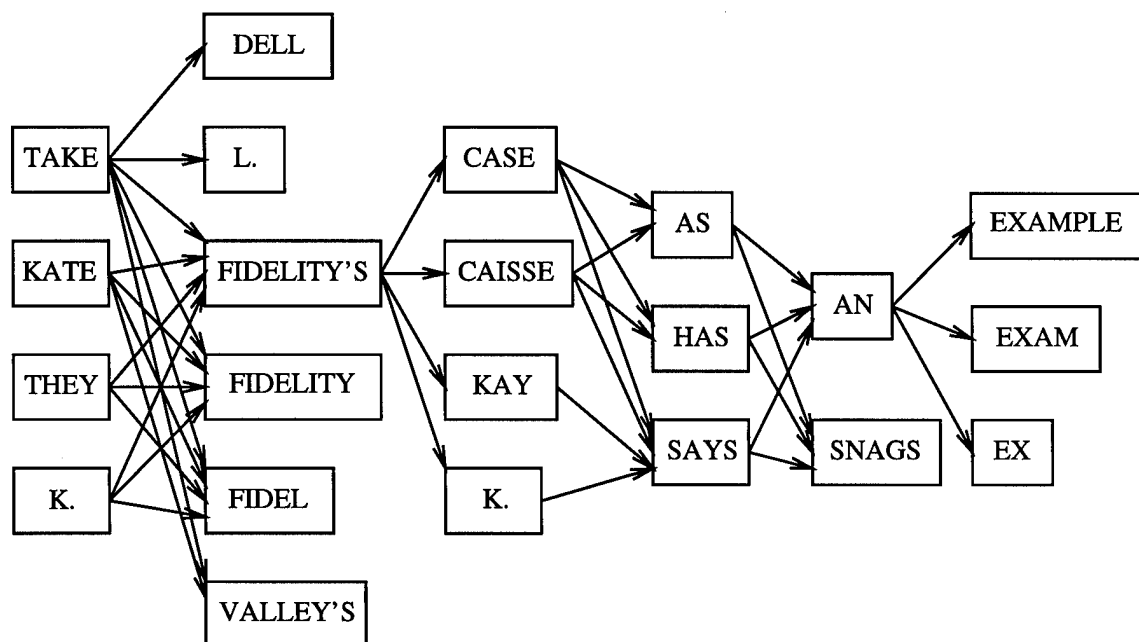 DELL
TAKE L. CASE
AS EXAMPLE
KATE FIDELITY'S CAISSE
AN
HAS EXAM
THEY FIDELITY KAY
SAYS SNAGS EX
K. FIDEL K.
VALLEY'S